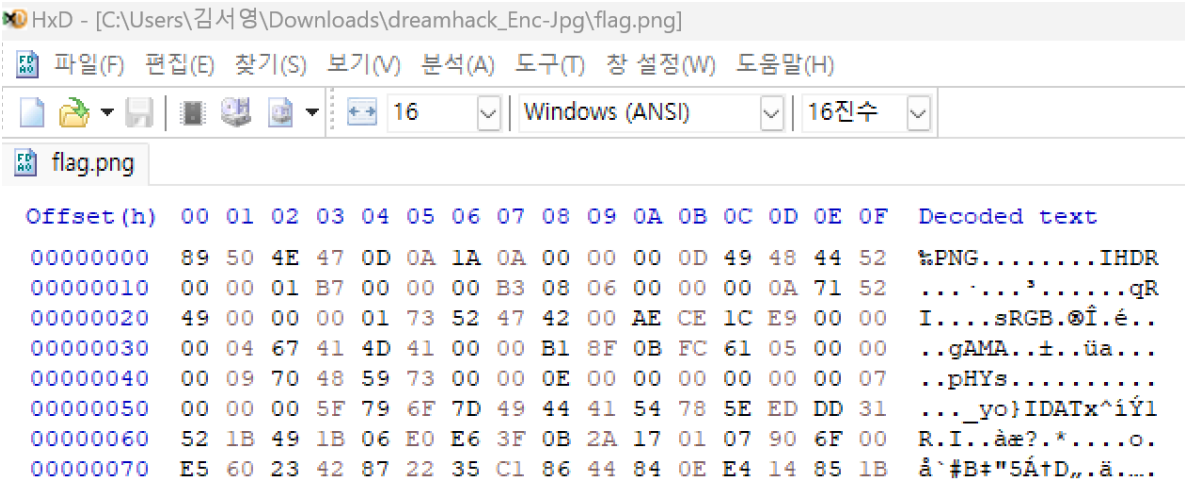 HxD - [C:\Users\김서영\Downloads\dreamhack_Enc-Jpg\flag.png]
파일(F) 편집(E) 찾기(S) 보기(V) 분석(A) 도구(T) 창 설정(W) 도움말(H)
16 Windows (ANSI) 16진수
flag.png
Offset(h) 00 01 02 03 04 05 06 07 08 09 0A 0B 0C 0D 0E 0F Decoded text
00000000 89 50 4E 47 0D 0A 1A 0A 00 00 00 0D 49 48 44 52 ‰PNG........IHDR
00000010 00 00 01 B7 00 00 00 B3 08 06 00 00 00 0A 71 52 ...·...³......qR
00000020 49 00 00 00 01 73 52 47 42 00 AE CE 1C E9 00 00 I....sRGB.®Î.é..
00000030 00 04 67 41 4D 41 00 00 B1 8F 0B FC 61 05 00 00 ..gAMA..±..üa...
00000040 00 09 70 48 59 73 00 00 0E 00 00 00 00 00 00 07 ..pHYs..........
00000050 00 00 00 5F 79 6F 7D 49 44 41 54 78 5E ED DD 31 ..._yo}IDATx^íÝ1
00000060 52 1B 49 1B 06 E0 E6 3F 0B 2A 17 01 07 90 6F 00 R.I..àæ?.*....o.
00000070 E5 60 23 42 87 22 35 C1 86 44 84 0E E4 14 85 1B å`#B‡"5Á†D„.ä.….